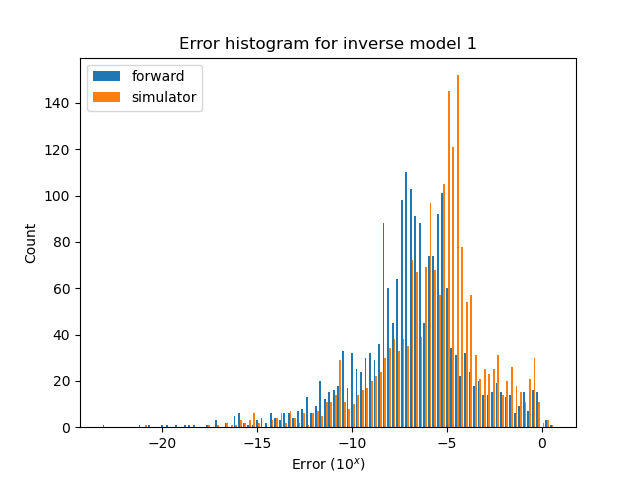 Error histogram for inverse model 1
forward
simulator
Count
140
120
100
80
60
40
20
0
−20
−15
−10
−5
0
Error (10^x)